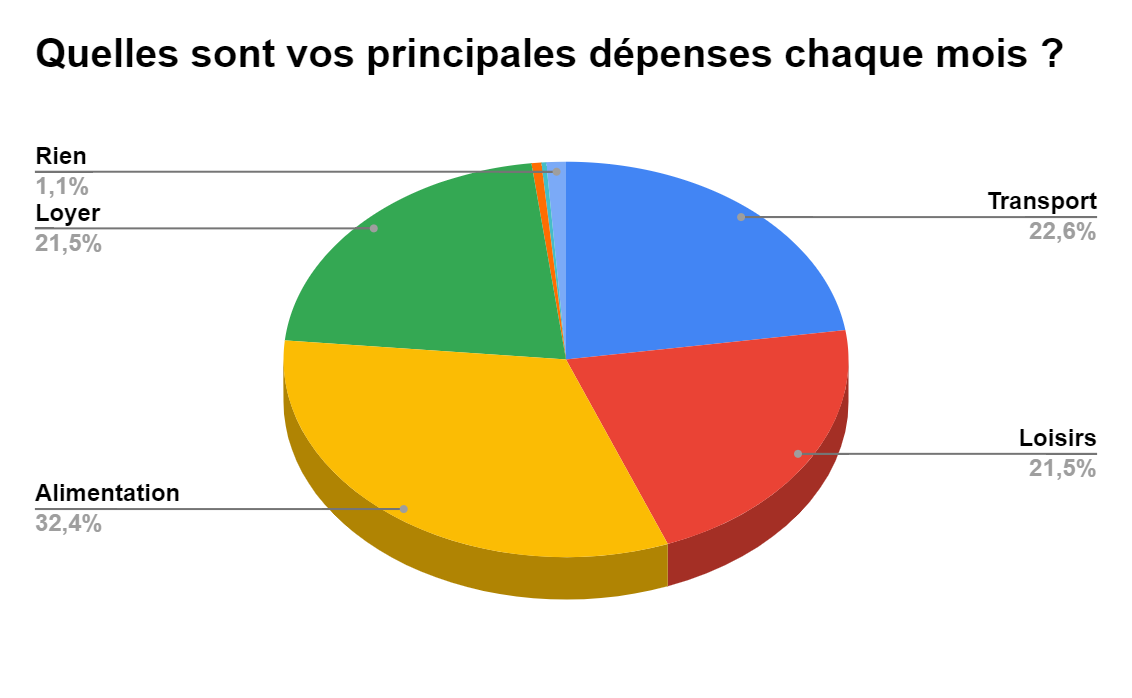 Quelles sont vos principales dépenses chaque mois ?
Rien
1,1%
Loyer
21,5%
Transport
22,6%
Loisirs
21,5%
Alimentation
32,4%